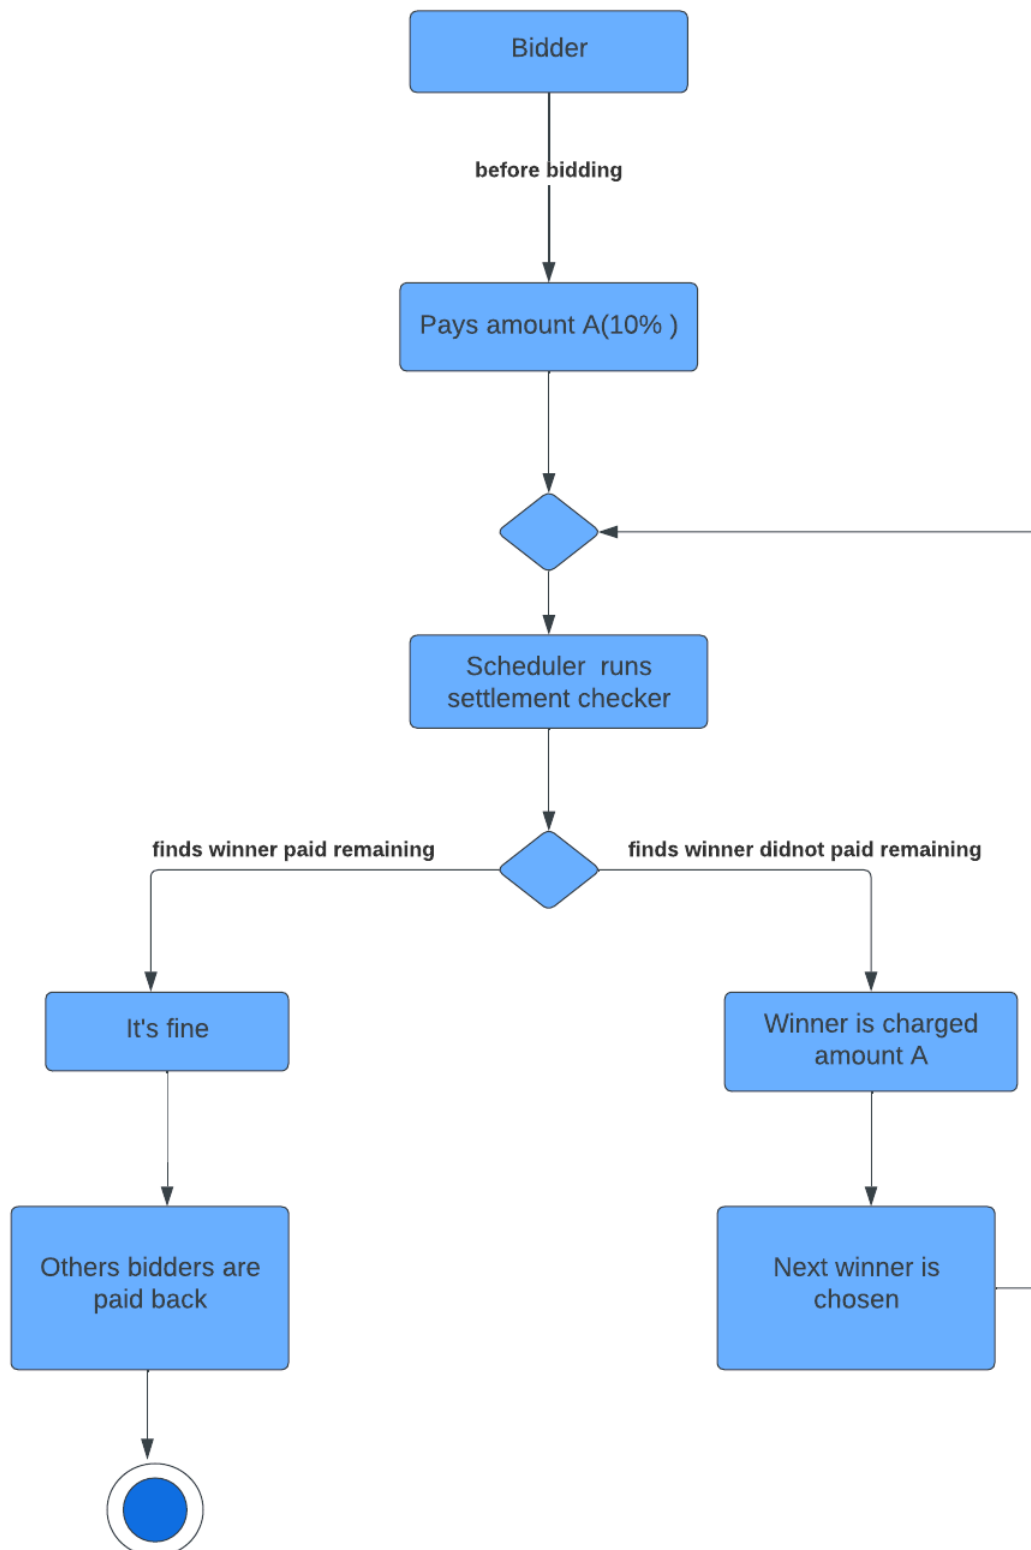 Bidder
before bidding
Pays amount A(10% )
Scheduler  runs
settlement checker
finds winner paid remaining
finds winner didnot paid remaining
It's fine
Winner is charged
amount A
Others bidders are
paid back
Next winner is
chosen